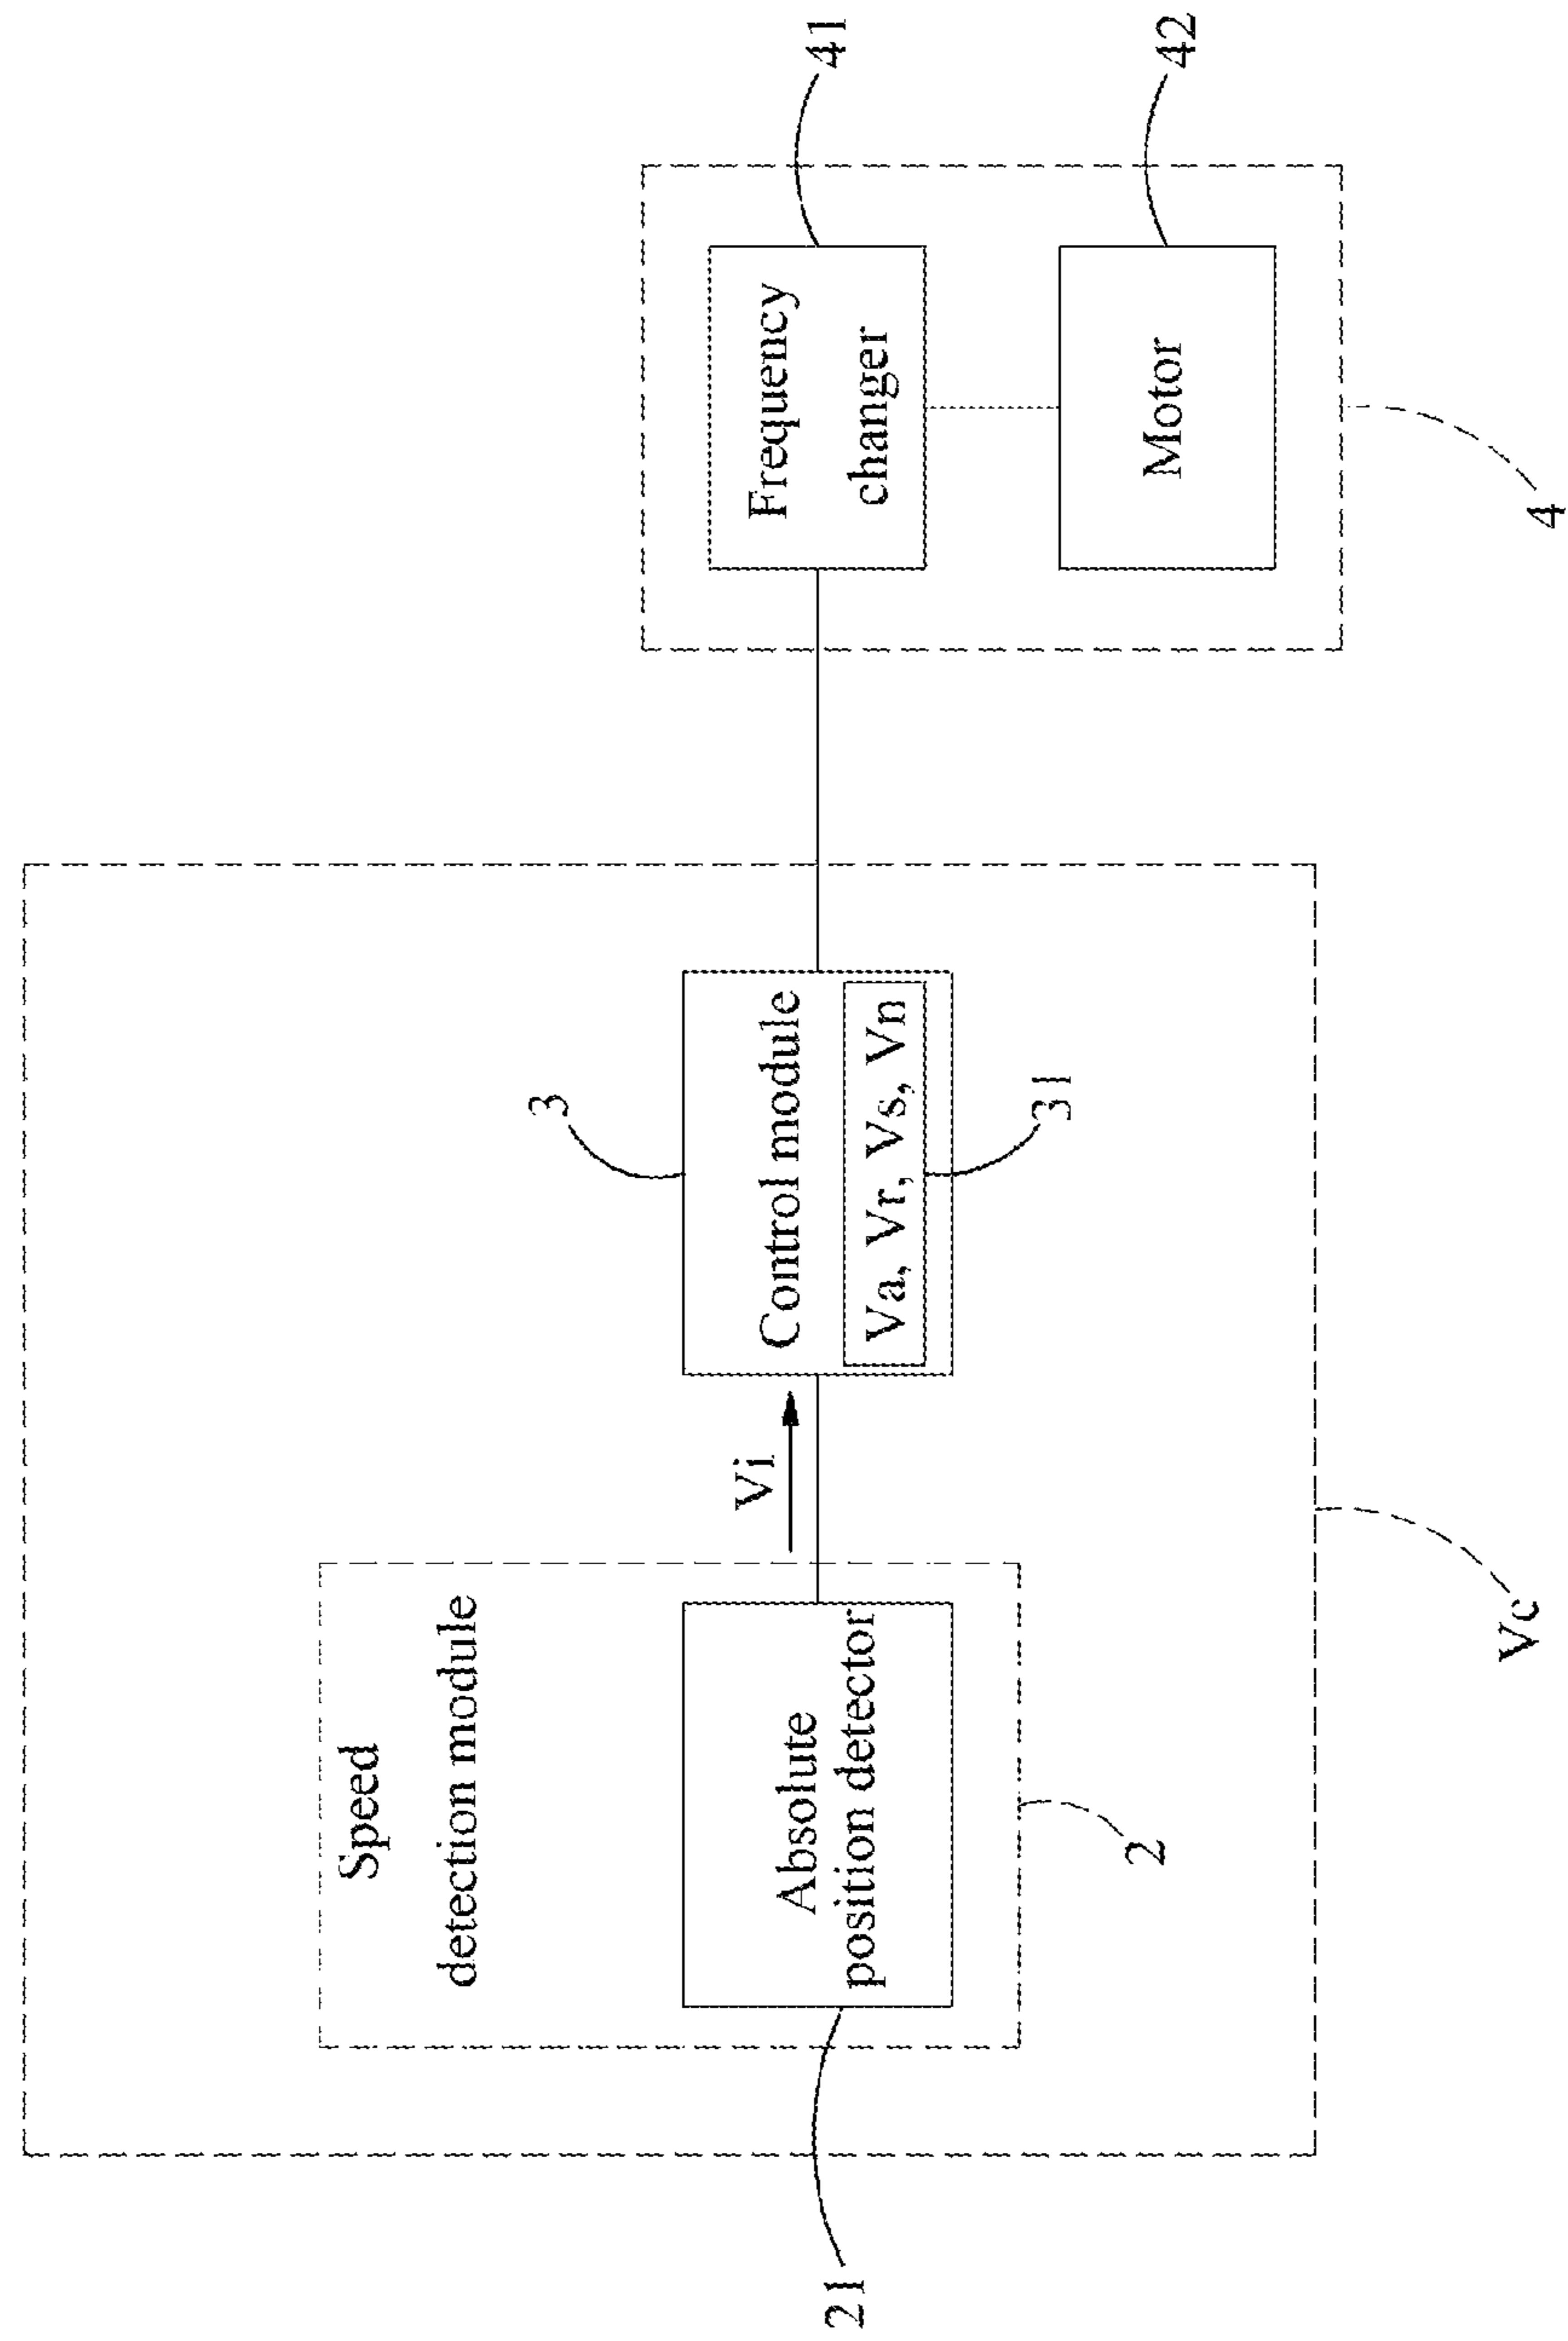 Speed
detection module
Absolute
position detector
21
2
Vi
3
Control module
Va, Vr, Vs, Vn
31
Vc
Frequency
changer
41
Motor
42
4